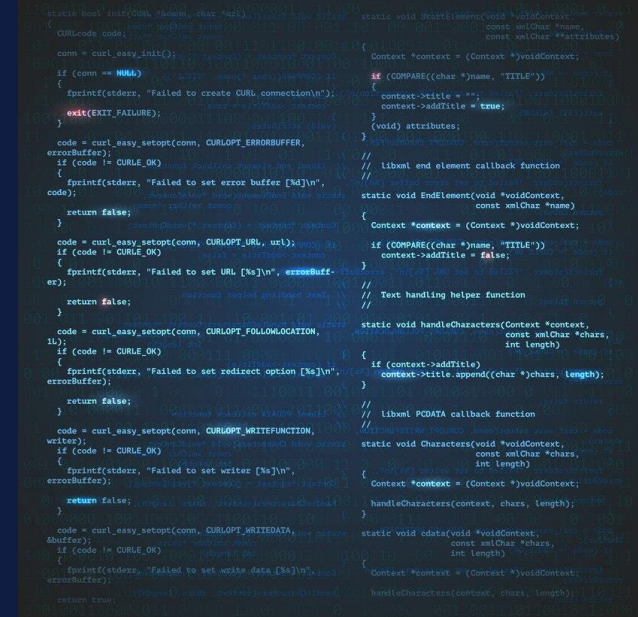 static bool init(CURL *&conn, char *url)
{
CURLcode code;
conn = curl_easy_init();
if (conn == NULL)
{
fprintf(stderr, "Failed to create CURL connection\n");
exit(EXIT_FAILURE);
}
code = curl_easy_setopt(conn, CURLOPT_ERRORBUFFER,
errorBuffer);
if (code != CURLE_OK)
{
fprintf(stderr, "Failed to set error buffer [%d]\n",
code);
return false;
}
code = curl_easy_setopt(conn, CURLOPT_URL, url);
if (code != CURLE_OK)
{
fprintf(stderr, "Failed to set URL [%s]\n", errorBuff-
er);
return false;
}
code = curl_easy_setopt(conn, CURLOPT_FOLLOWLOCATION,
1L);
if (code != CURLE_OK)
{
fprintf(stderr, "Failed to set redirect option [%s]\n",
errorBuffer);
return false;
}
code = curl_easy_setopt(conn, CURLOPT_WRITEFUNCTION,
writer);
if (code != CURLE_OK)
{
fprintf(stderr, "Failed to set writer [%s]\n",
errorBuffer);
return false;
}
code = curl_easy_setopt(conn, CURLOPT_WRITEDATA,
&buffer);
if (code != CURLE_OK)
{
fprintf(stderr, "Failed to set write data [%s]\n",
errorBuffer);
return true;
static void StartElement(void *voidContext,
const xmlChar *name,
const xmlChar **attributes)
{
Context *context = (Context *)voidContext;
if (COMPARE((char *)name, "TITLE"))
{
context->title = "";
context->addTitle = true;
}
(void) attributes;
}
//
// libxml end element callback function
//
static void EndElement(void *voidContext,
const xmlChar *name)
{
Context *context = (Context *)voidContext;
if (COMPARE((char *)name, "TITLE"))
context->addTitle = false;
}
//
// Text handling helper function
//
static void handleCharacters(Context *context,
const xmlChar *chars,
int length)
{
if (context->addTitle)
context->title.append((char *)chars, length);
}
//
// libxml PCDATA callback function
//
static void Characters(void *voidContext,
const xmlChar *chars,
int length)
{
Context *context = (Context *)voidContext;
handleCharacters(context, chars, length);
}
static void cdata(void *voidContext,
const xmlChar *chars,
int length)
{
Context *context = (Context *)voidContext;
handleCharacters(context, chars, length);